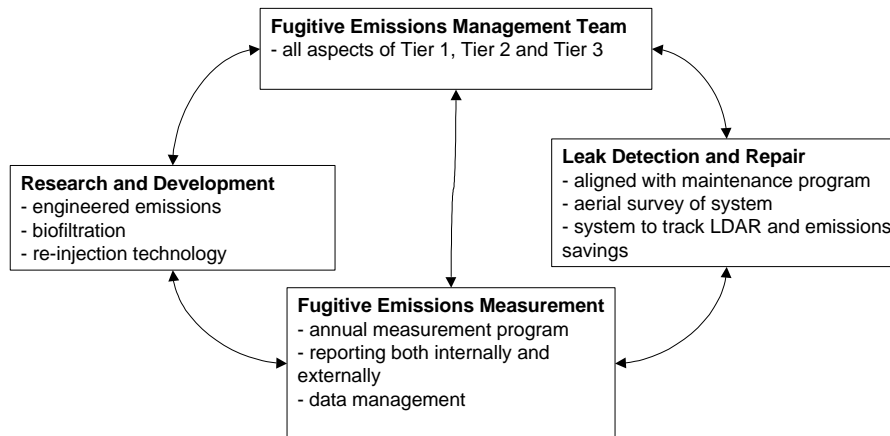 Fugitive Emissions Management Team
- all aspects of Tier 1, Tier 2 and Tier 3
Research and Development
- engineered emissions
- biofiltration
- re-injection technology
Leak Detection and Repair
- aligned with maintenance program
- aerial survey of system
- system to track LDAR and emissions
savings
Fugitive Emissions Measurement
- annual measurement program
- reporting both internally and
externally
- data management